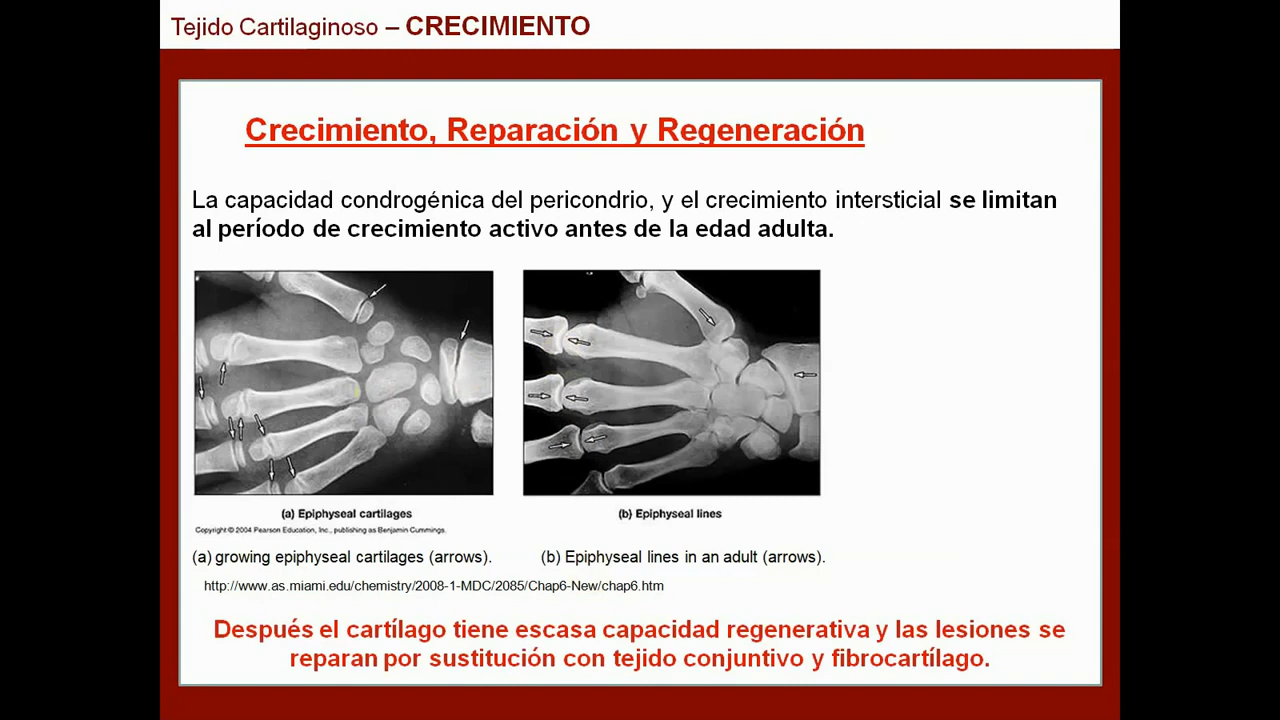 Tejido Cartilaginoso – CRECIMIENTO
Crecimiento, Reparación y Regeneración
La capacidad condrogénica del pericondrio, y el crecimiento intersticial se limitan
al período de crecimiento activo antes de la edad adulta.
(a) Epiphyseal cartilages
(b) Epiphyseal lines
Copyright © 2004 Pearson Education, Inc., publishing as Benjamin Cummings.
(a) growing epiphyseal cartilages (arrows).
(b) Epiphyseal lines in an adult (arrows).
http://www.as.miami.edu/chemistry/2008-1-MDC/2085/Chap6-New/chap6.htm
Después el cartílago tiene escasa capacidad regenerativa y las lesiones se
reparan por sustitución con tejido conjuntivo y fibrocartílago.